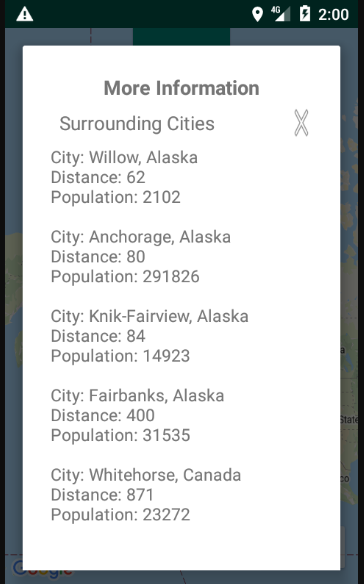 4G 2:00
More Information
Surrounding Cities X
City: Willow, Alaska
Distance: 62
Population: 2102
City: Anchorage, Alaska
Distance: 80
Population: 291826
City: Knik-Fairview, Alaska
Distance: 84
Population: 14923
City: Fairbanks, Alaska
Distance: 400
Population: 31535
City: Whitehorse, Canada
Distance: 871
Population: 23272
Google